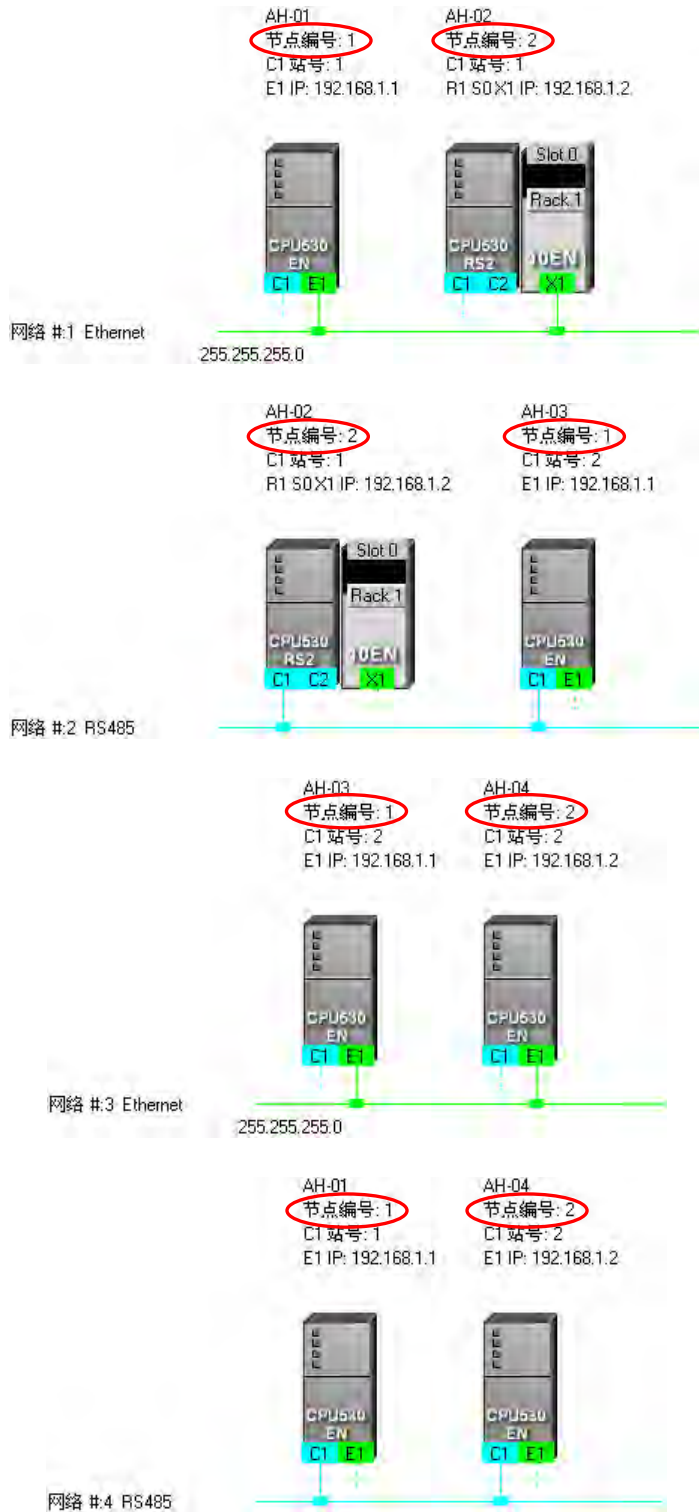 AH-01 AH-02
节点编号: 1 节点编号: 2
C1 站号: 1 C1 站号: 1
E1 IP: 192.168.1.1 R1 S0 X1 IP: 192.168.1.2
Slot 0
Rack 1
CPU530 EN CPU530 RS2 10EN
C1 E1 C1 C2 X1
网络 #:1 Ethernet
255.255.255.0
AH-02 AH-03
节点编号: 2 节点编号: 1
C1 站号: 1 C1 站号: 2
R1 S0 X1 IP: 192.168.1.2 E1 IP: 192.168.1.1
Slot 0
Rack 1
CPU530 RS2 10EN CPU530 EN
C1 C2 X1 C1 E1
网络 #:2 RS485
AH-03 AH-04
节点编号: 1 节点编号: 2
C1 站号: 2 C1 站号: 2
E1 IP: 192.168.1.1 E1 IP: 192.168.1.2
CPU530 EN CPU530 EN
C1 E1 C1 E1
网络 #:3 Ethernet
255.255.255.0
AH-01 AH-04
节点编号: 1 节点编号: 2
C1 站号: 1 C1 站号: 2
E1 IP: 192.168.1.1 E1 IP: 192.168.1.2
CPU530 EN CPU530 EN
C1 E1 C1 E1
网络 #:4 RS485